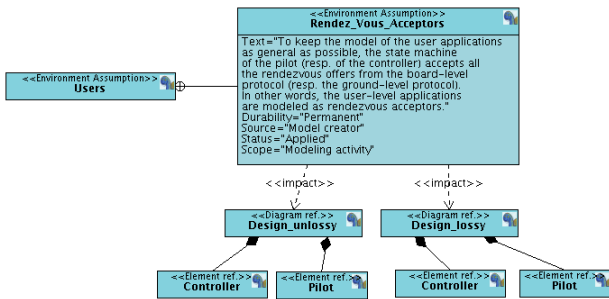 <<Environment Assumption>>
Rendez_Vous_Acceptors
Text="To keep the model of the user applications
as general as possible, the state machine
of the pilot (resp. of the controller) accepts all
the rendezvous offers from the board-level
protocol (resp. the ground-level protocol).
In other words, the user-level applications
are modeled as rendezvous acceptors."
Durability="Permanent"
Source="Model creator"
Status="Applied"
Scope="Modeling activity"
<<Environment Assumption>>
Users
<<impact>>
<<impact>>
<<Diagram ref.>>
Design_unlossy
<<Diagram ref.>>
Design_lossy
<<Element ref.>>
Controller
<<Element ref.>>
Pilot
<<Element ref.>>
Controller
<<Element ref.>>
Pilot